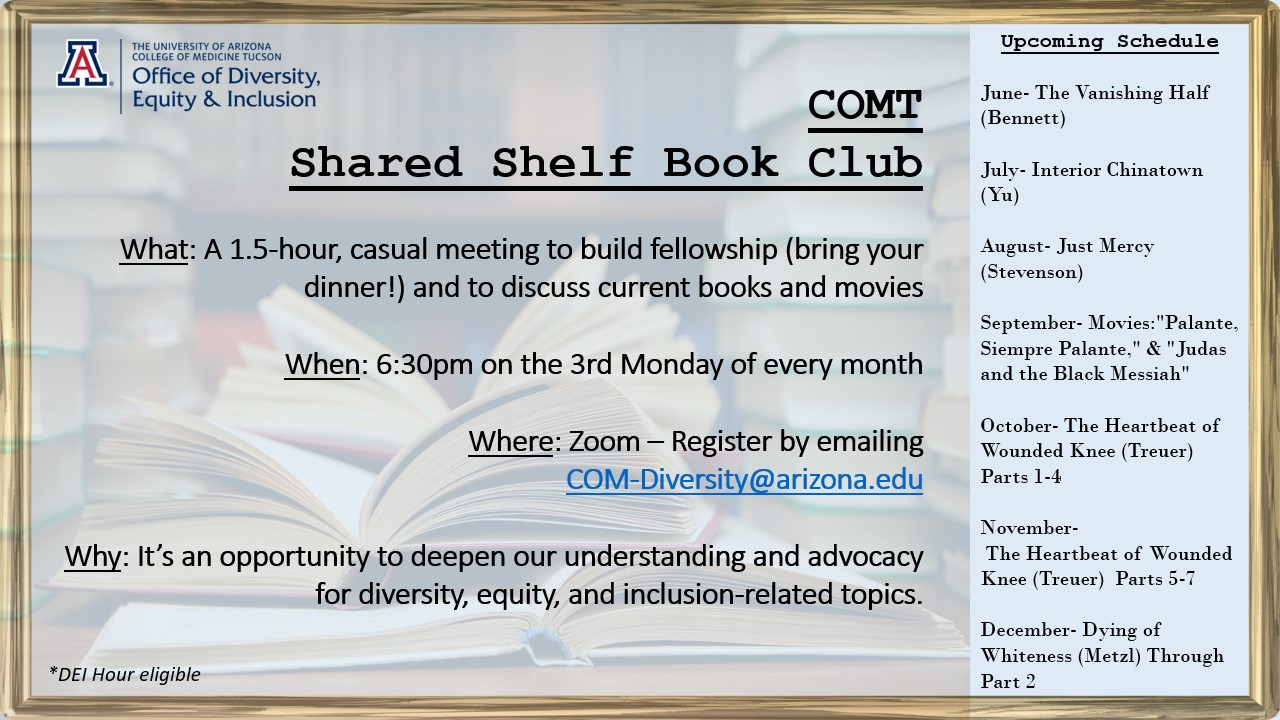 THE UNIVERSITY OF ARIZONA
COLLEGE OF MEDICINE TUCSON
Office of Diversity,
Equity & Inclusion
COMT
Shared Shelf Book Club
What: A 1.5-hour, casual meeting to build fellowship (bring your
dinner!) and to discuss current books and movies
When: 6:30pm on the 3rd Monday of every month
Where: Zoom – Register by emailing
COM-Diversity@arizona.edu
Why: It’s an opportunity to deepen our understanding and advocacy
for diversity, equity, and inclusion-related topics.
*DEI Hour eligible
Upcoming Schedule
June- The Vanishing Half
(Bennett)
July- Interior Chinatown
(Yu)
August- Just Mercy
(Stevenson)
September- Movies:"Palante,
Siempre Palante," & "Judas
and the Black Messiah"
October- The Heartbeat of
Wounded Knee (Treuer)
Parts 1-4
November-
The Heartbeat of Wounded
Knee (Treuer) Parts 5-7
December- Dying of
Whiteness (Metzl) Through
Part 2